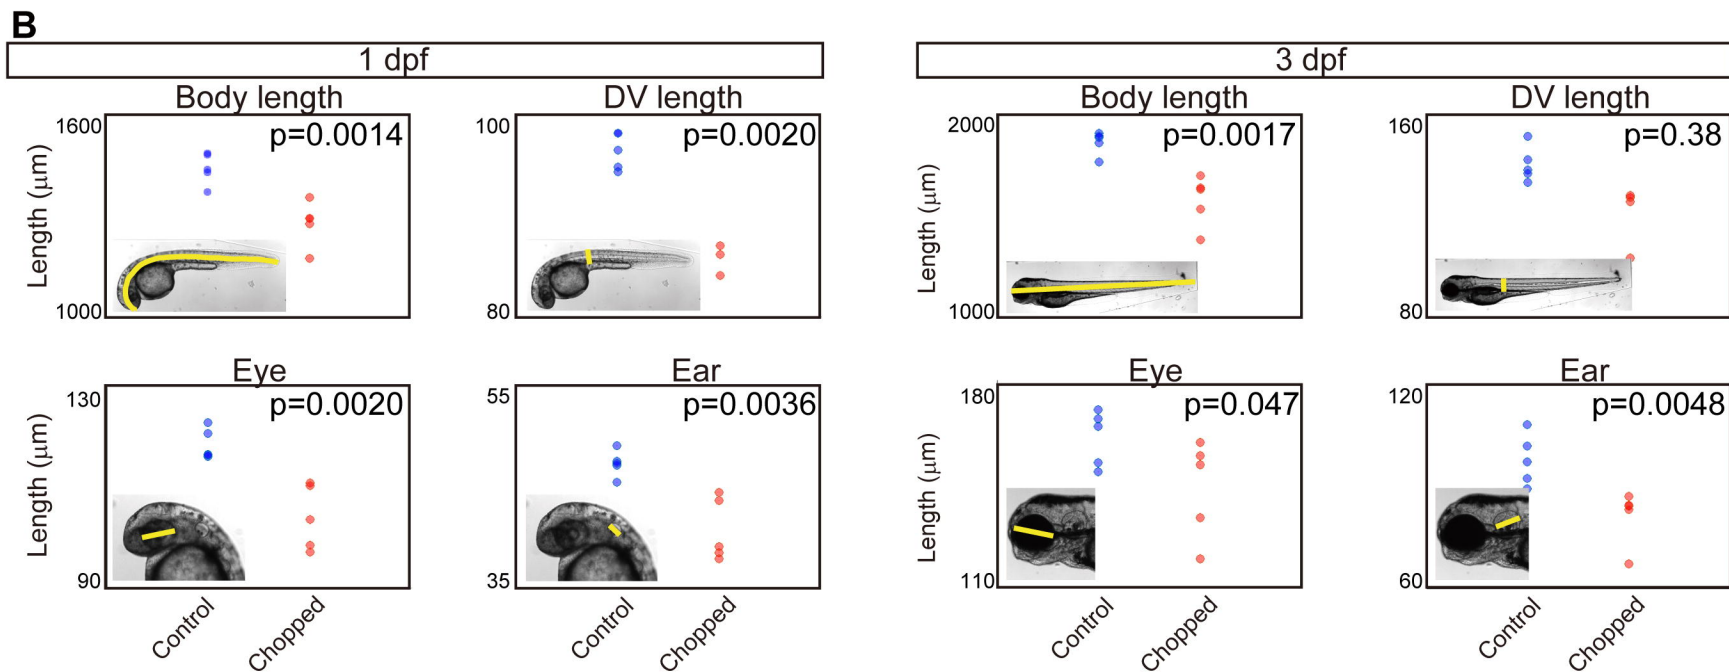 B
1 dpf
3 dpf
Body length
DV length
Body length
DV length
1600
p=0.0014
100
p=0.0020
2000
p=0.0017
160
p=0.38
Length (μm)
Length (μm)
1000
80
1000
80
Eye
Ear
Eye
Ear
130
p=0.0020
55
p=0.0036
180
p=0.047
120
p=0.0048
Length (μm)
Length (μm)
90
35
110
60
Control
Chopped
Control
Chopped
Control
Chopped
Control
Chopped